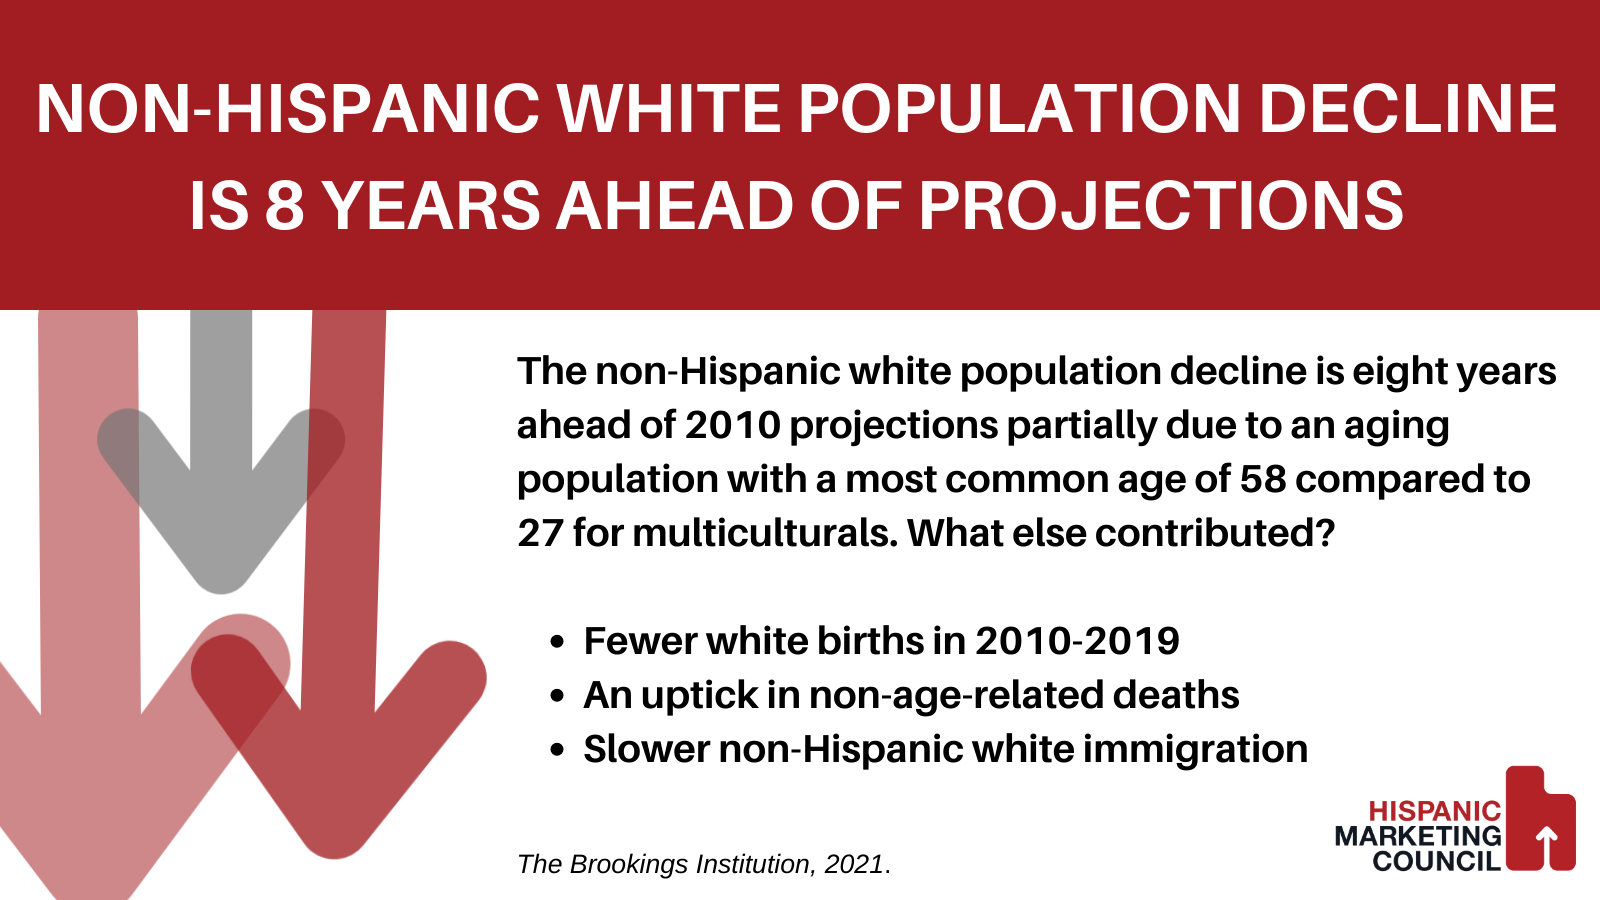 NON-HISPANIC WHITE POPULATION DECLINE
IS 8 YEARS AHEAD OF PROJECTIONS
The non-Hispanic white population decline is eight years
ahead of 2010 projections partially due to an aging
population with a most common age of 58 compared to
27 for multiculturals. What else contributed?
• Fewer white births in 2010-2019
• An uptick in non-age-related deaths
• Slower non-Hispanic white immigration
The Brookings Institution, 2021.
HISPANIC
MARKETING
COUNCIL